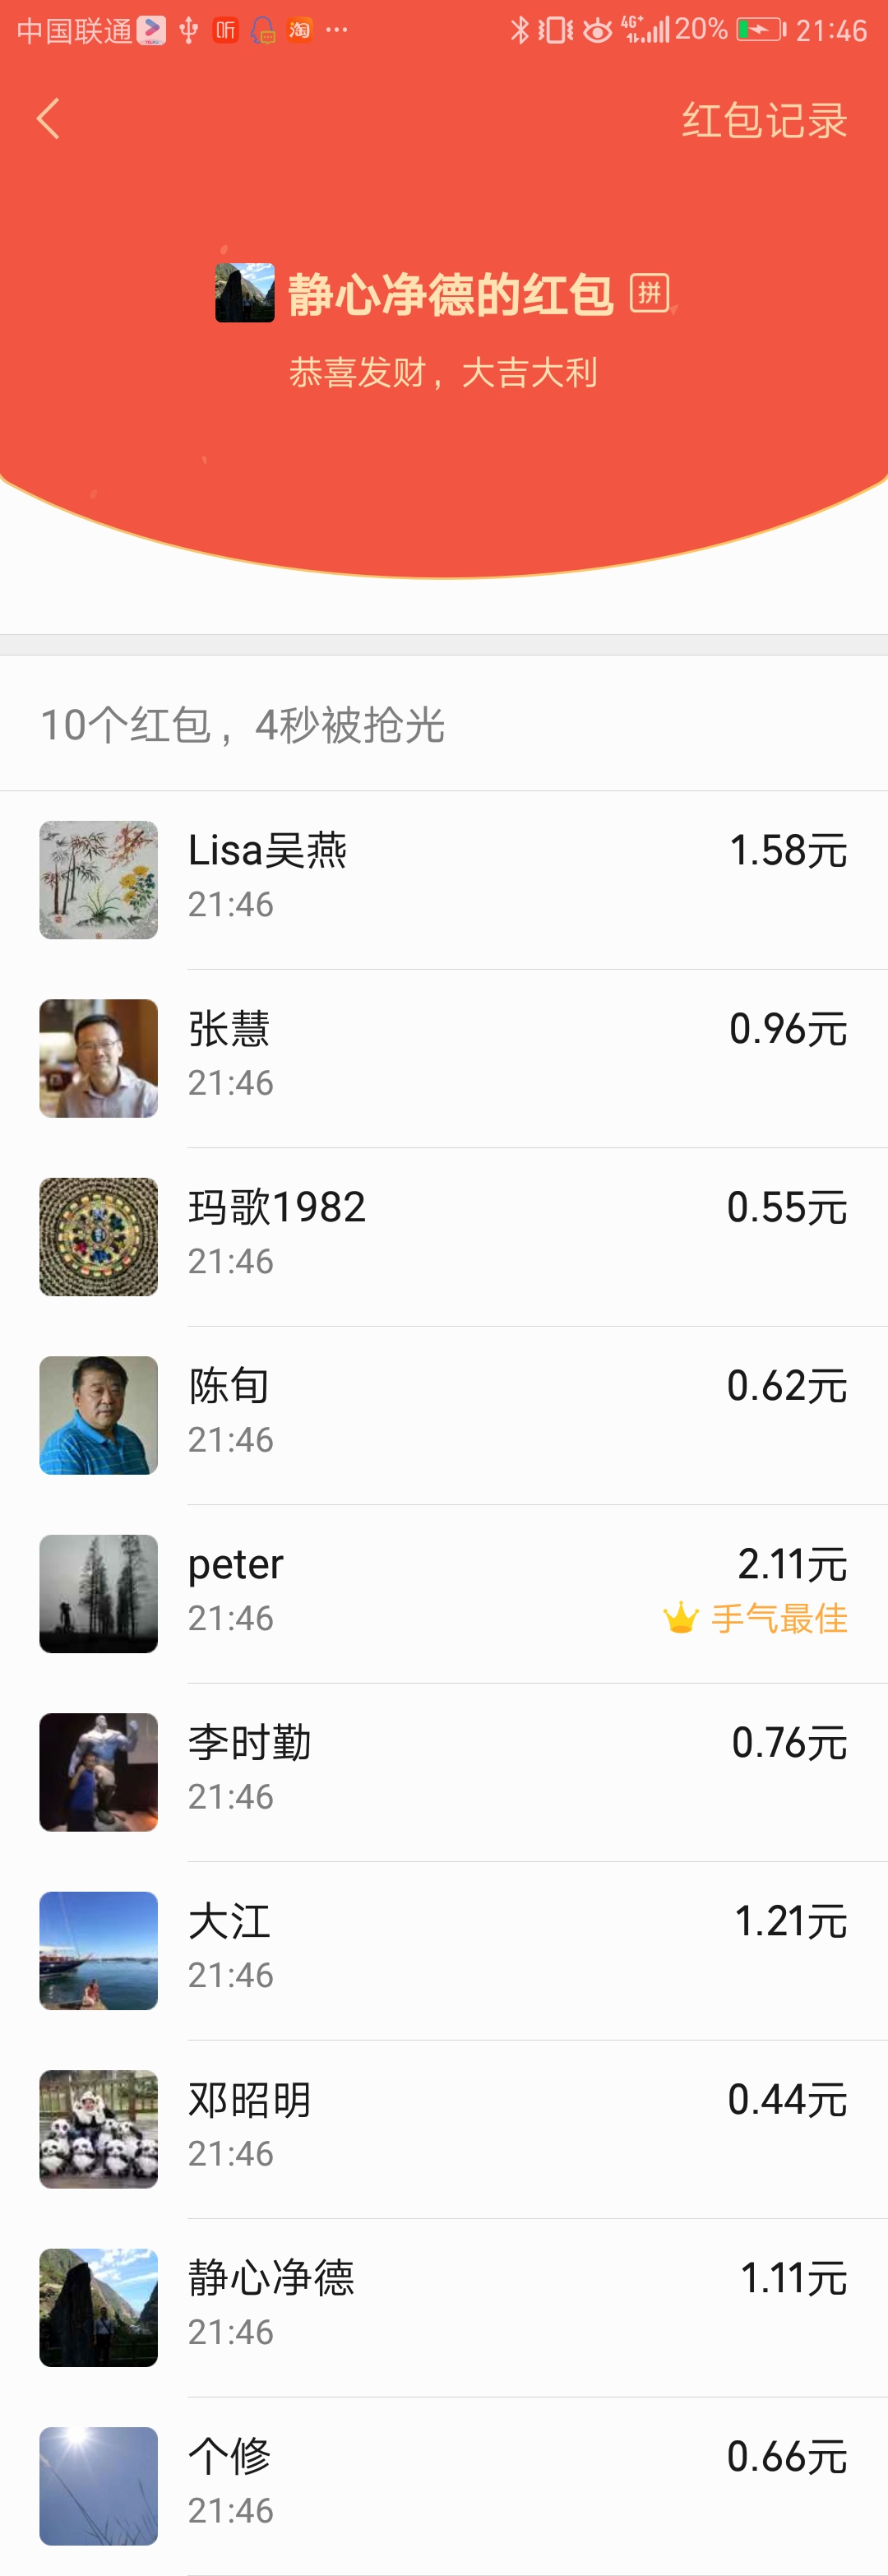 中国联通 听 淘 ... 4G+ 20% 21:46
红包记录
静心净德的红包 拼
恭喜发财，大吉大利
10个红包，4秒被抢光
Lisa吴燕 1.58元
21:46
张慧 0.96元
21:46
玛歌1982 0.55元
21:46
陈旬 0.62元
21:46
peter 2.11元
21:46 手气最佳
李时勤 0.76元
21:46
大江 1.21元
21:46
邓昭明 0.44元
21:46
静心净德 1.11元
21:46
个修 0.66元
21:46